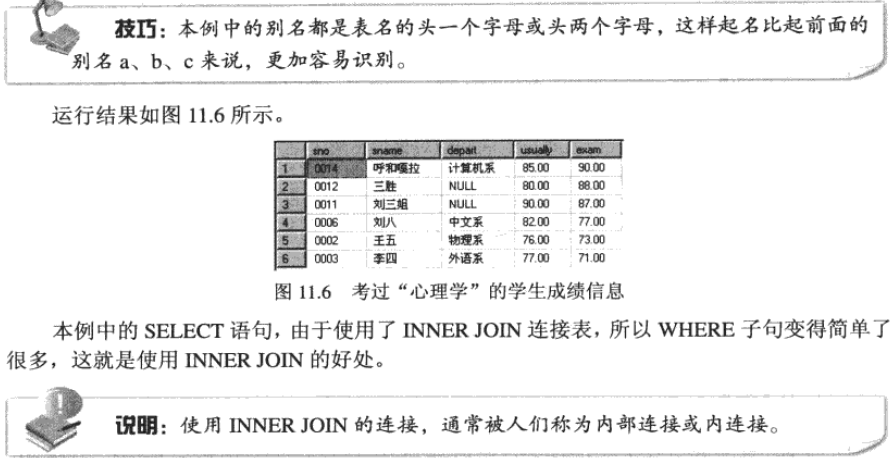 技巧：本例中的别名都是表名的头一个字母或头两个字母，这样起名比起前面的
别名 a、b、c 来说，更加容易识别。
运行结果如图 11.6 所示。
sno sname depart usually exam
1 0014 呼和嘎拉 计算机系 85.00 90.00
2 0012 三胜 NULL 80.00 88.00
3 0011 刘三姐 NULL 90.00 87.00
4 0006 刘八 中文系 82.00 77.00
5 0002 王五 物理系 76.00 73.00
6 0003 李四 外语系 77.00 71.00
图 11.6 考过“心理学”的学生成绩信息
本例中的 SELECT 语句，由于使用了 INNER JOIN 连接表，所以 WHERE 子句变得简单了
很多，这就是使用 INNER JOIN 的好处。
说明：使用 INNER JOIN 的连接，通常被人们称为内部连接或内连接。